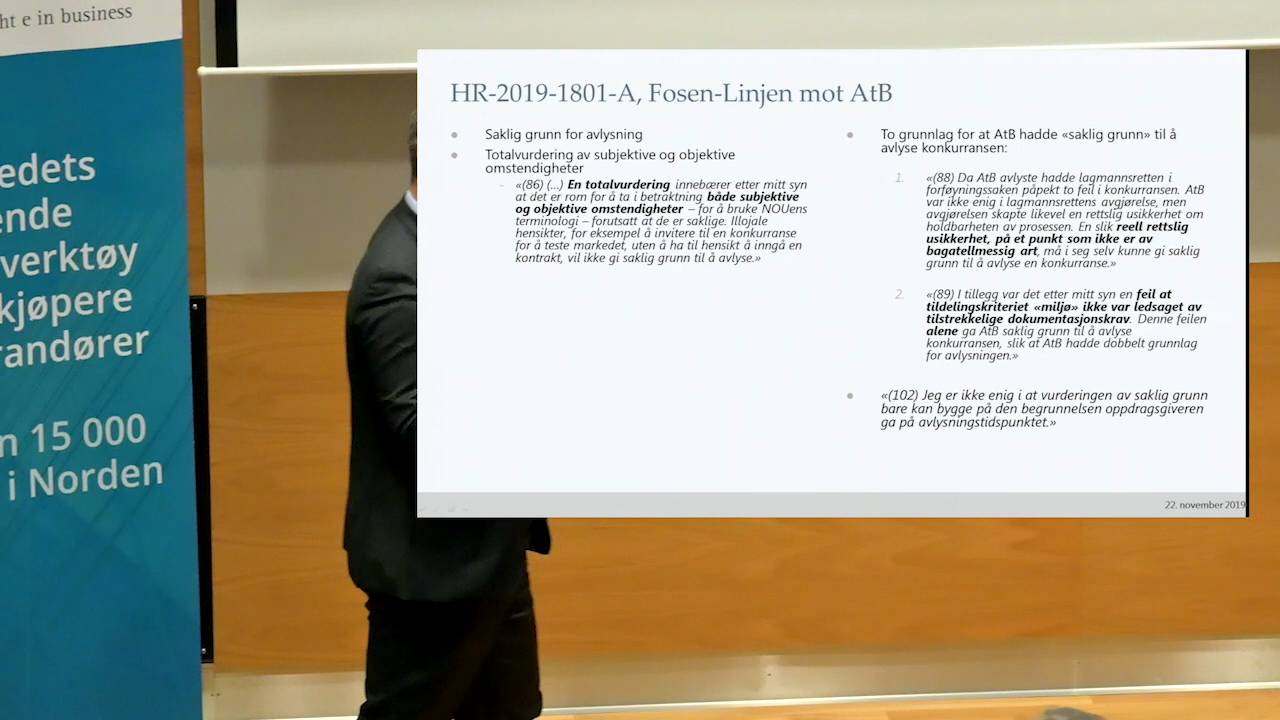 e in business
edets
ende
verktøy
kjøpere
randører
n 15 000
i Norden
HR-2019-1801-A, Fosen-Linjen mot AtB
Saklig grunn for avlysning
Totalvurdering av subjektive og objektive
omstendigheter
«(86) (...) En totalvurdering innebærer etter mitt syn
at det er rom for å ta i betraktning både subjektive
og objektive omstendigheter – for å bruke NOUens
terminologi – forutsatt at de er saklige. Illojale
hensikter, for eksempel å invitere til en konkurranse
for å teste markedet, uten å ha til hensikt å inngå en
kontrakt, vil ikke gi saklig grunn til å avlyse.»
To grunnlag for at AtB hadde «saklig grunn» til å
avlyse konkurransen:
1. «(88) Da AtB avlyste hadde lagmannsretten i
forføyningssaken påpekt to feil i konkurransen. AtB
var ikke enig i lagmannsrettens avgjørelse, men
avgjørelsen skapte likevel en rettslig usikkerhet om
holdbarheten av prosessen. En slik reell rettslig
usikkerhet, på et punkt som ikke er av
bagatellmessig art, må i seg selv kunne gi saklig
grunn til å avlyse en konkurranse.»
2. «(89) I tillegg var det etter mitt syn en feil at
tildelingskriteriet «miljø» ikke var ledsaget av
tilstrekkelige dokumentasjonskrav. Denne feilen
alene ga AtB saklig grunn til å avlyse
konkurransen, slik at AtB hadde dobbelt grunnlag
for avlysningen.»
«(102) Jeg er ikke enig i at vurderingen av saklig grunn
bare kan bygge på den begrunnelsen oppdragsgiveren
ga på avlysningstidspunktet.»
22. november 2019